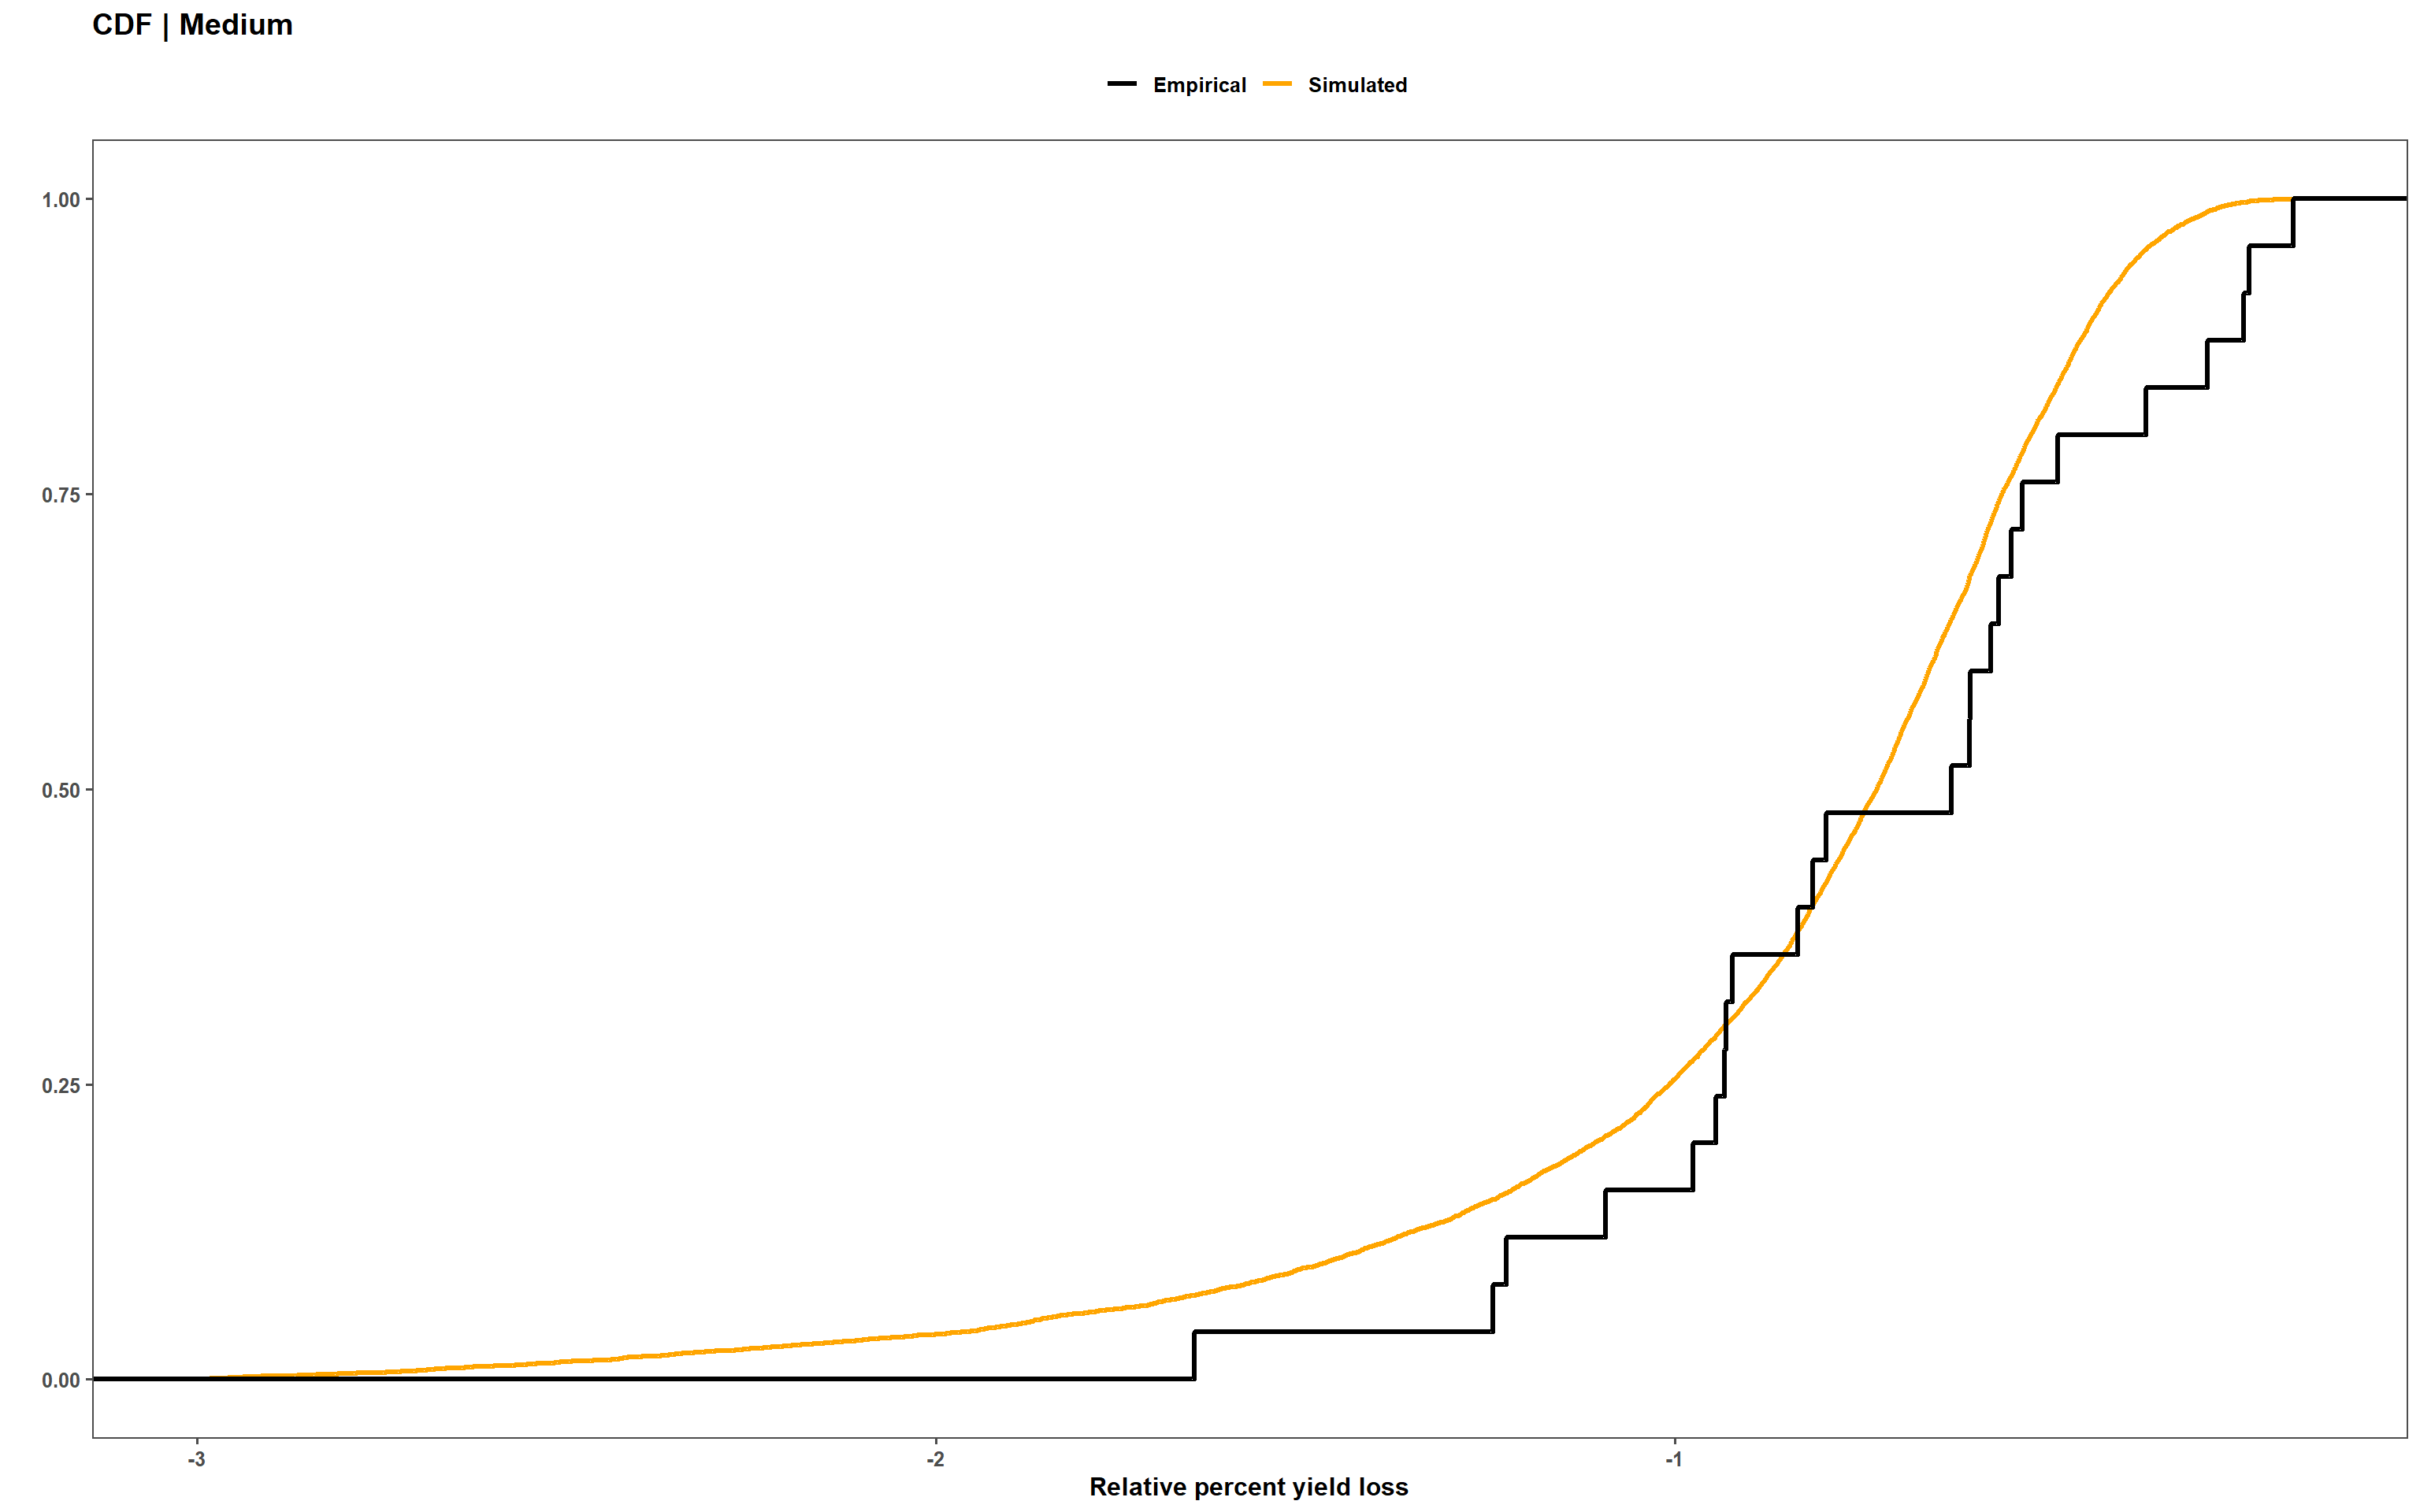 CDF | Medium
Empirical Simulated
1.00
0.75
0.50
0.25
0.00
-3 -2 -1
Relative percent yield loss